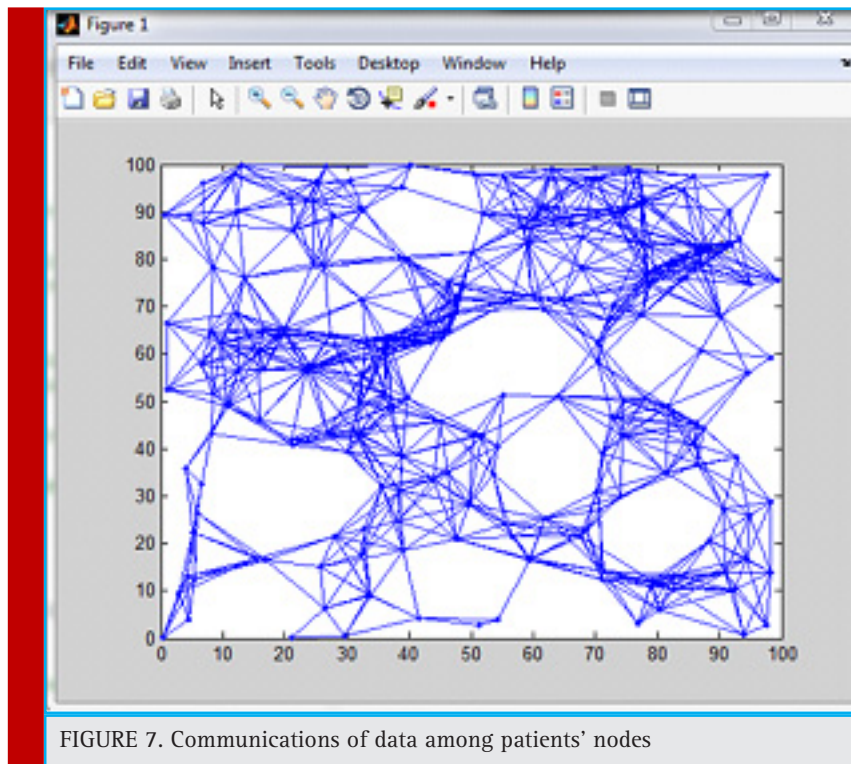 Figure 1
File Edit View Insert Tools Desktop Window Help
100
90
80
70
60
50
40
30
20
10
0
0 10 20 30 40 50 60 70 80 90 100
FIGURE 7. Communications of data among patients' nodes